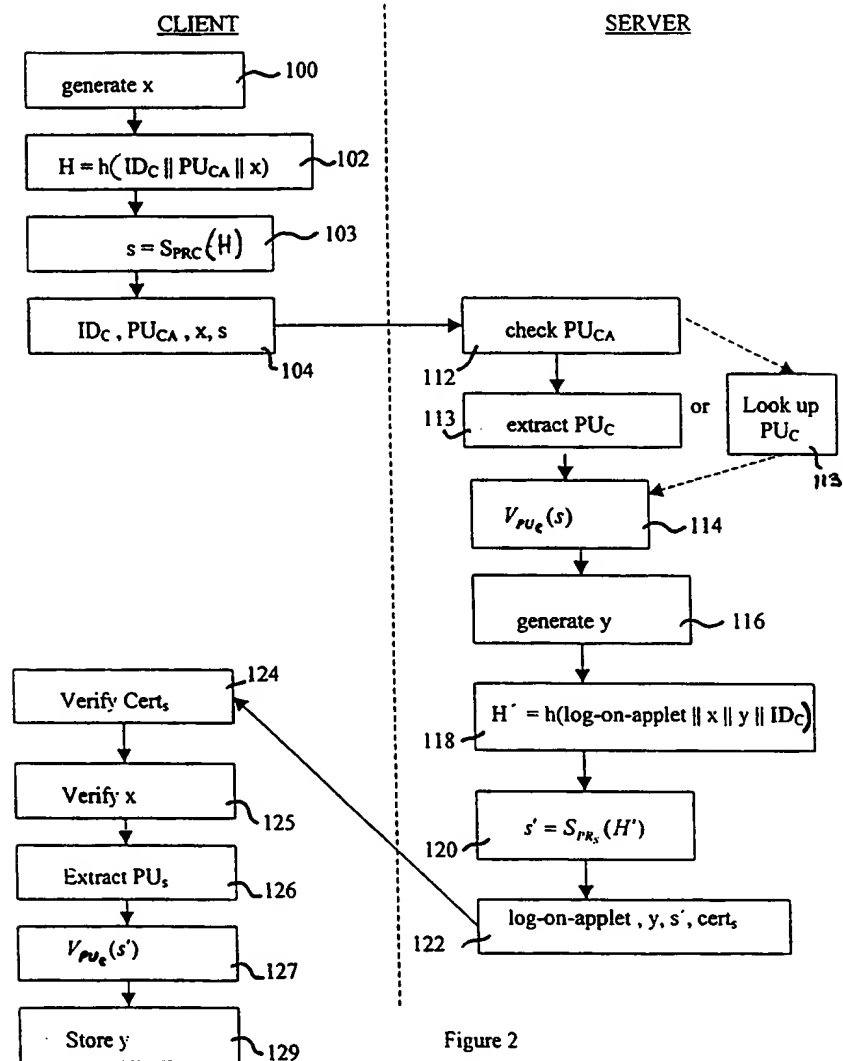 CLIENT
SERVER
generate x
100
H = h(ID_C || PU_CA || x)
102
s = S_PRC(H)
103
ID_C , PU_CA , x, s
104
check PU_CA
112
extract PU_C
113
or
Look up
PU_C
113
V_PU_C(s)
114
generate y
116
H´ = h(log-on-applet || x || y || ID_C)
118
s' = S_PR_S(H')
120
log-on-applet , y, s´, cert_s
122
Verify Cert_s
124
Verify x
125
Extract PU_s
126
V_PU_C(s')
127
Store y
129
Figure 2